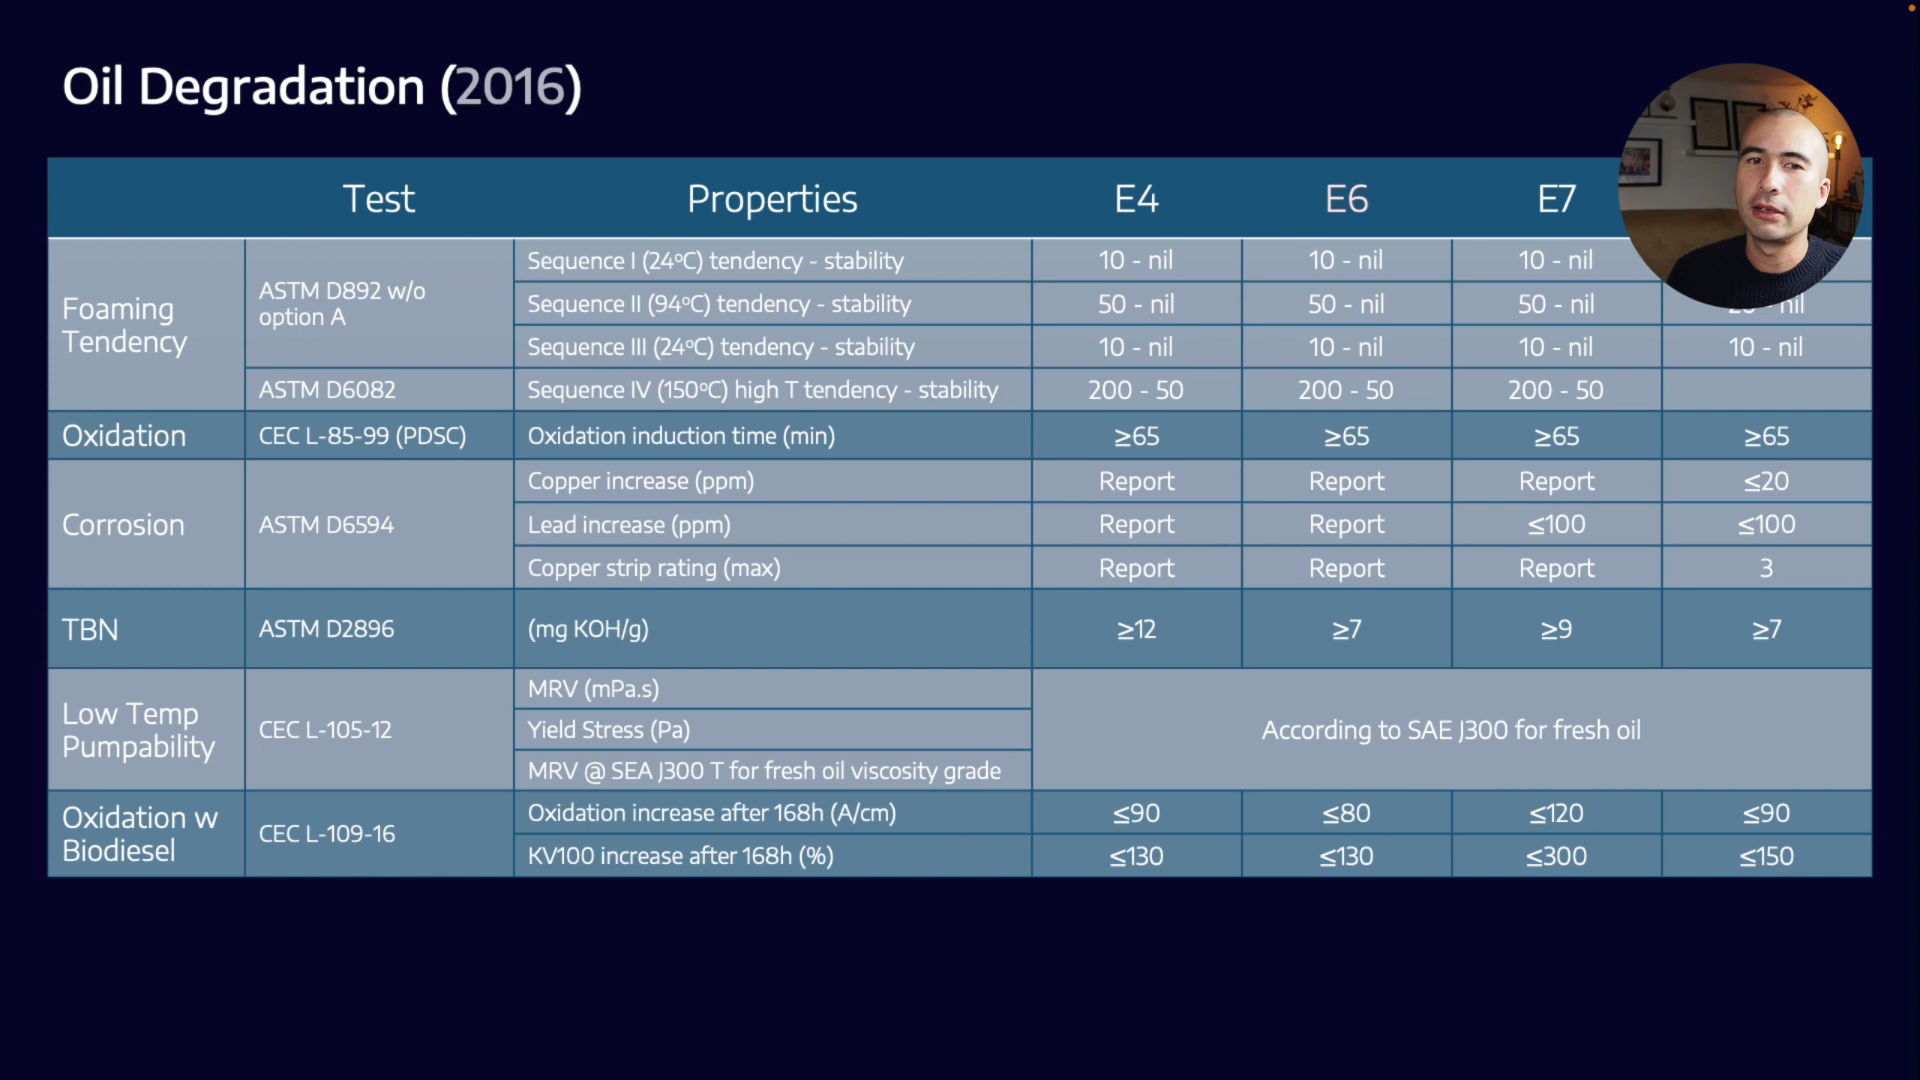 Oil Degradation (2016)
Test Properties E4 E6 E7
Foaming Tendency
ASTM D892 w/o option A
Sequence I (24ºC) tendency - stability 10 - nil 10 - nil 10 - nil
Sequence II (94ºC) tendency - stability 50 - nil 50 - nil 50 - nil - nil
Sequence III (24ºC) tendency - stability 10 - nil 10 - nil 10 - nil 10 - nil
ASTM D6082 Sequence IV (150ºC) high T tendency - stability 200 - 50 200 - 50 200 - 50
Oxidation CEC L-85-99 (PDSC) Oxidation induction time (min) ≥65 ≥65 ≥65 ≥65
Corrosion
ASTM D6594
Copper increase (ppm) Report Report Report ≤20
Lead increase (ppm) Report Report ≤100 ≤100
Copper strip rating (max) Report Report Report 3
TBN ASTM D2896 (mg KOH/g) ≥12 ≥7 ≥9 ≥7
Low Temp
Pumpability
CEC L-105-12
MRV (mPa.s)
Yield Stress (Pa)
MRV @ SEA J300 T for fresh oil viscosity grade
According to SAE J300 for fresh oil
Oxidation w
Biodiesel
CEC L-109-16
Oxidation increase after 168h (A/cm) ≤90 ≤80 ≤120 ≤90
KV100 increase after 168h (%) ≤130 ≤130 ≤300 ≤150